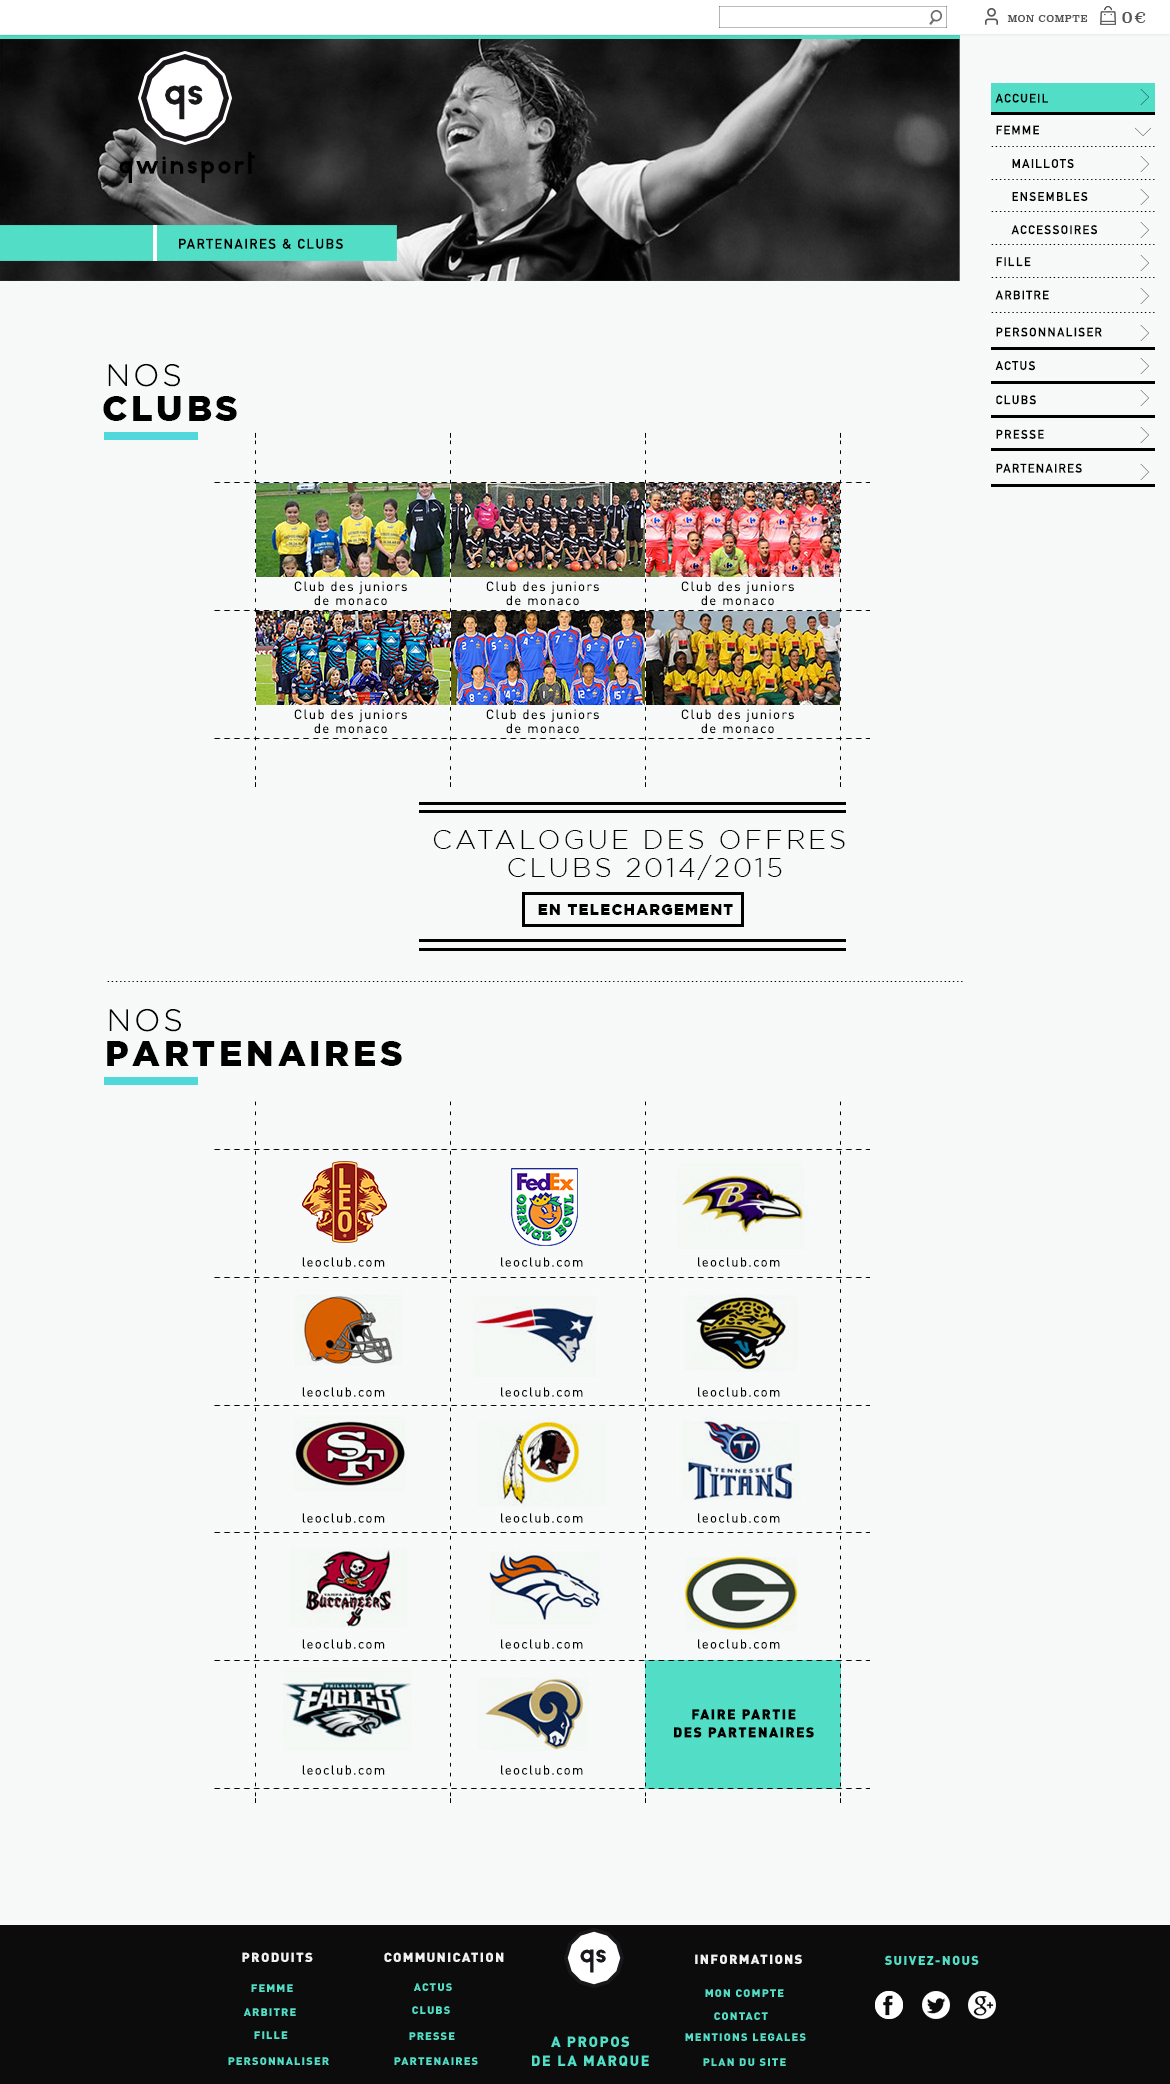 MON COMPTE
0€
qs
qwinsport
PARTENAIRES & CLUBS
ACCUEIL
FEMME
MAILLOTS
ENSEMBLES
ACCESSOIRES
FILLE
ARBITRE
PERSONNALISER
ACTUS
CLUBS
PRESSE
PARTENAIRES
NOS
CLUBS
Club des juniors
de monaco
Club des juniors
de monaco
Club des juniors
de monaco
Club des juniors
de monaco
Club des juniors
de monaco
Club des juniors
de monaco
CATALOGUE DES OFFRES
CLUBS 2014/2015
EN TELECHARGEMENT
NOS
PARTENAIRES
LEO
FedEx
ORANGE BOWL
B
leoclub.com
leoclub.com
leoclub.com
leoclub.com
leoclub.com
leoclub.com
SF
T
TENNESSEE
TITANS
leoclub.com
leoclub.com
leoclub.com
TAMPA BAY
BUCCANEERS
G
leoclub.com
leoclub.com
leoclub.com
PHILADELPHIA
EAGLES
leoclub.com
leoclub.com
FAIRE PARTIE
DES PARTENAIRES
PRODUITS
FEMME
ARBITRE
FILLE
PERSONNALISER
COMMUNICATION
ACTUS
CLUBS
PRESSE
PARTENAIRES
qs
A PROPOS
DE LA MARQUE
INFORMATIONS
MON COMPTE
CONTACT
MENTIONS LEGALES
PLAN DU SITE
SUIVEZ-NOUS
f
g+